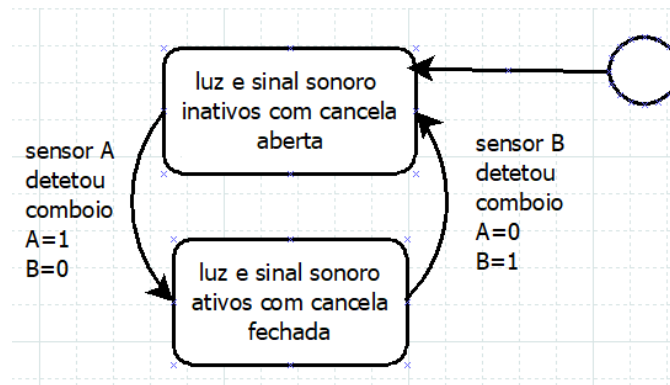 luz e sinal sonoro
inativos com cancela
aberta
sensor A
detetou
comboio
A=1
B=0
sensor B
detetou
comboio
A=0
B=1
luz e sinal sonoro
ativos com cancela
fechada